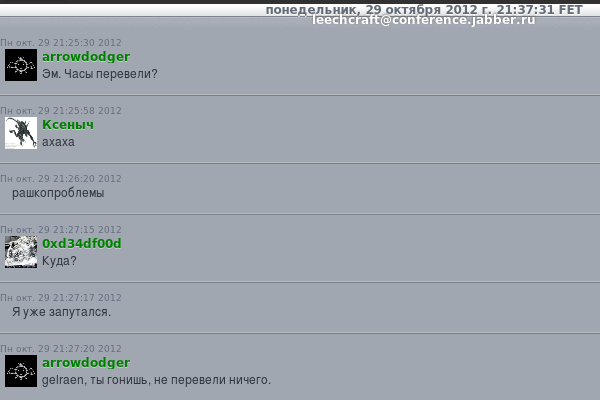 понедельник, 29 октября 2012 г. 21:37:31 FET
leechcraft@conference.jabber.ru
Пн окт. 29 21:25:30 2012
arrowdodger
Эм. Часы перевели?
Пн окт. 29 21:25:58 2012
Ксеныч
ахаха
Пн окт. 29 21:26:20 2012
рашкопроблемы
Пн окт. 29 21:27:15 2012
0xd34df00d
Куда?
Пн окт. 29 21:27:17 2012
Я уже запутался.
Пн окт. 29 21:27:20 2012
arrowdodger
gelraen, ты гонишь, не перевели ничего.